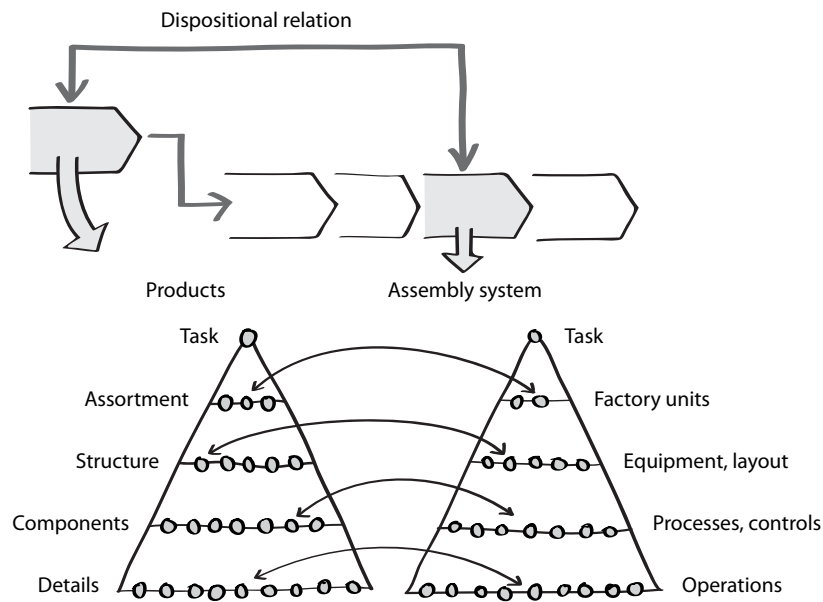 Dispositional relation
Products
Assembly system
Task
Task
Assortment
Factory units
Structure
Equipment, layout
Components
Processes, controls
Details
Operations